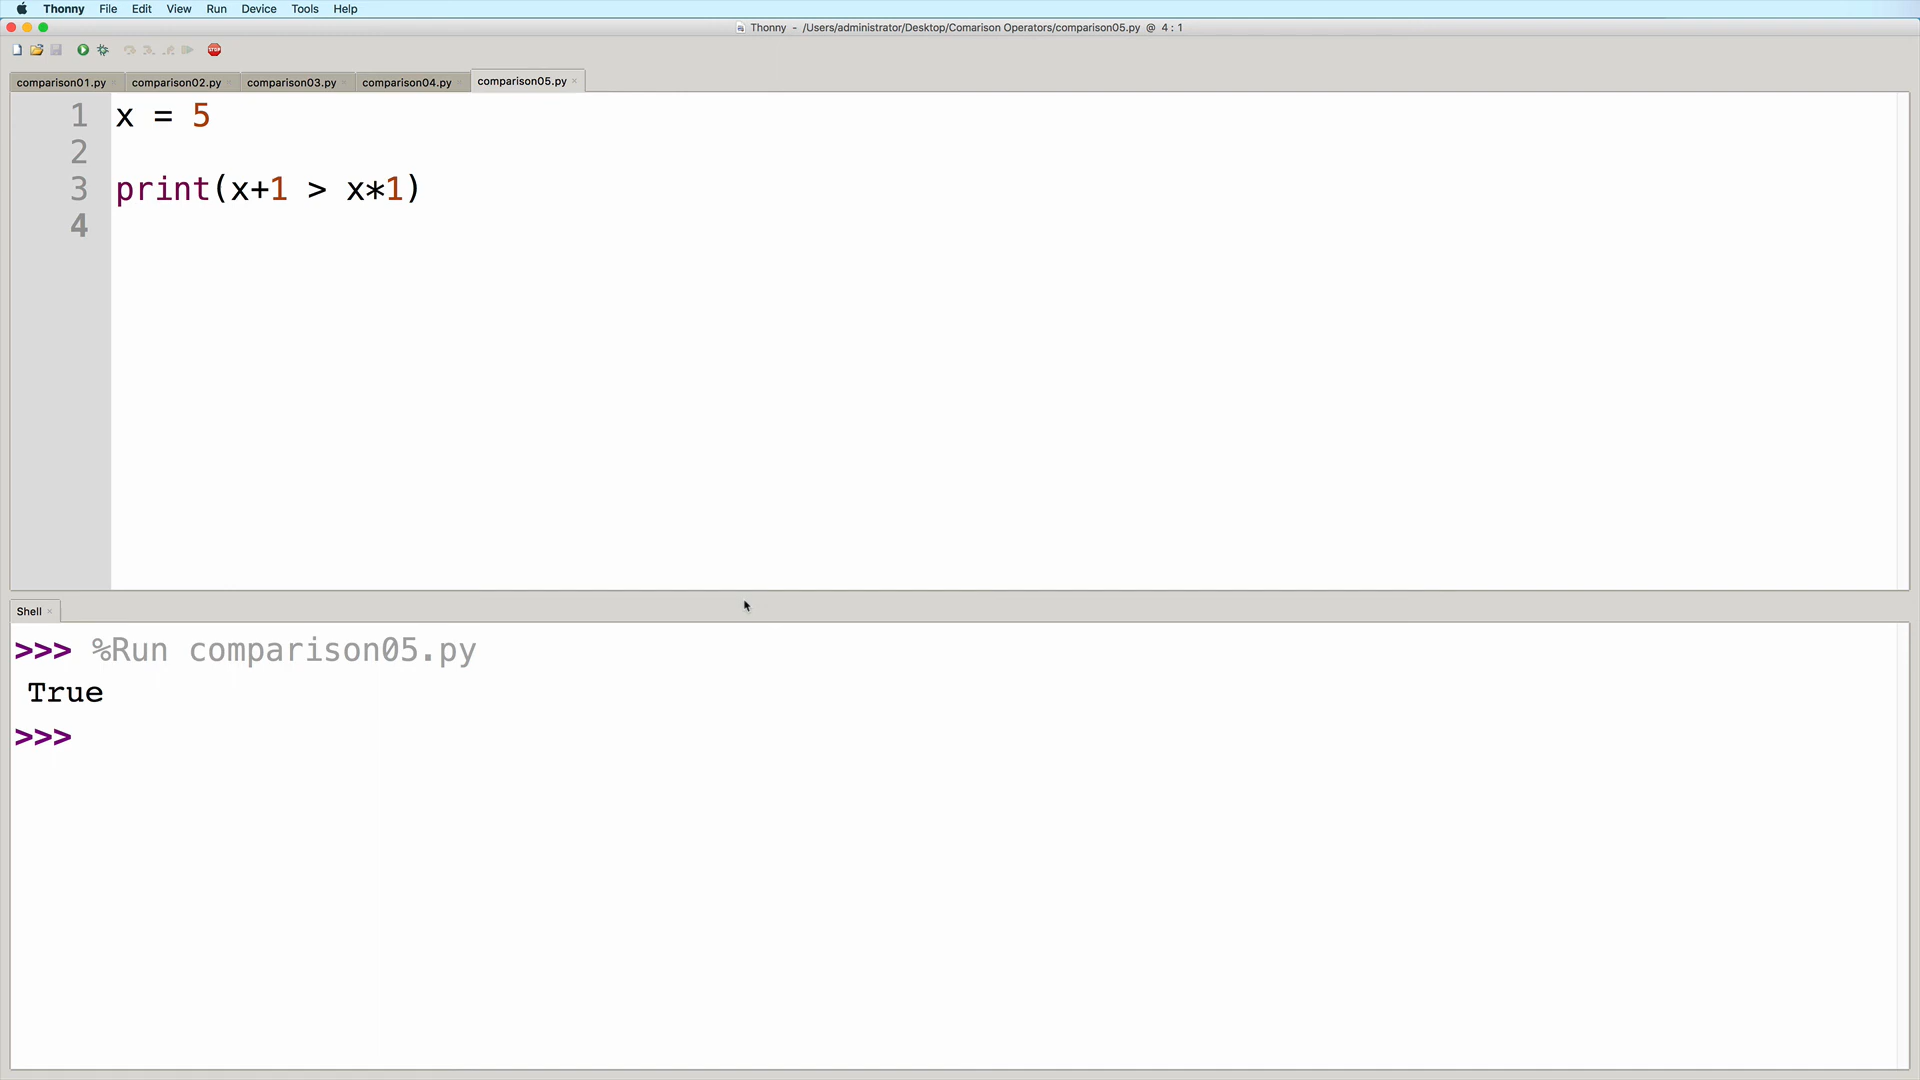 Thonny File Edit View Run Device Tools Help
Thonny - /Users/administrator/Desktop/Comarison Operators/comparison05.py @ 4 : 1
STOP
comparison01.py comparison02.py comparison03.py comparison04.py comparison05.py ×
1 x = 5
2
3 print(x+1 > x*1)
4
Shell ×
>>> %Run comparison05.py
True
>>>